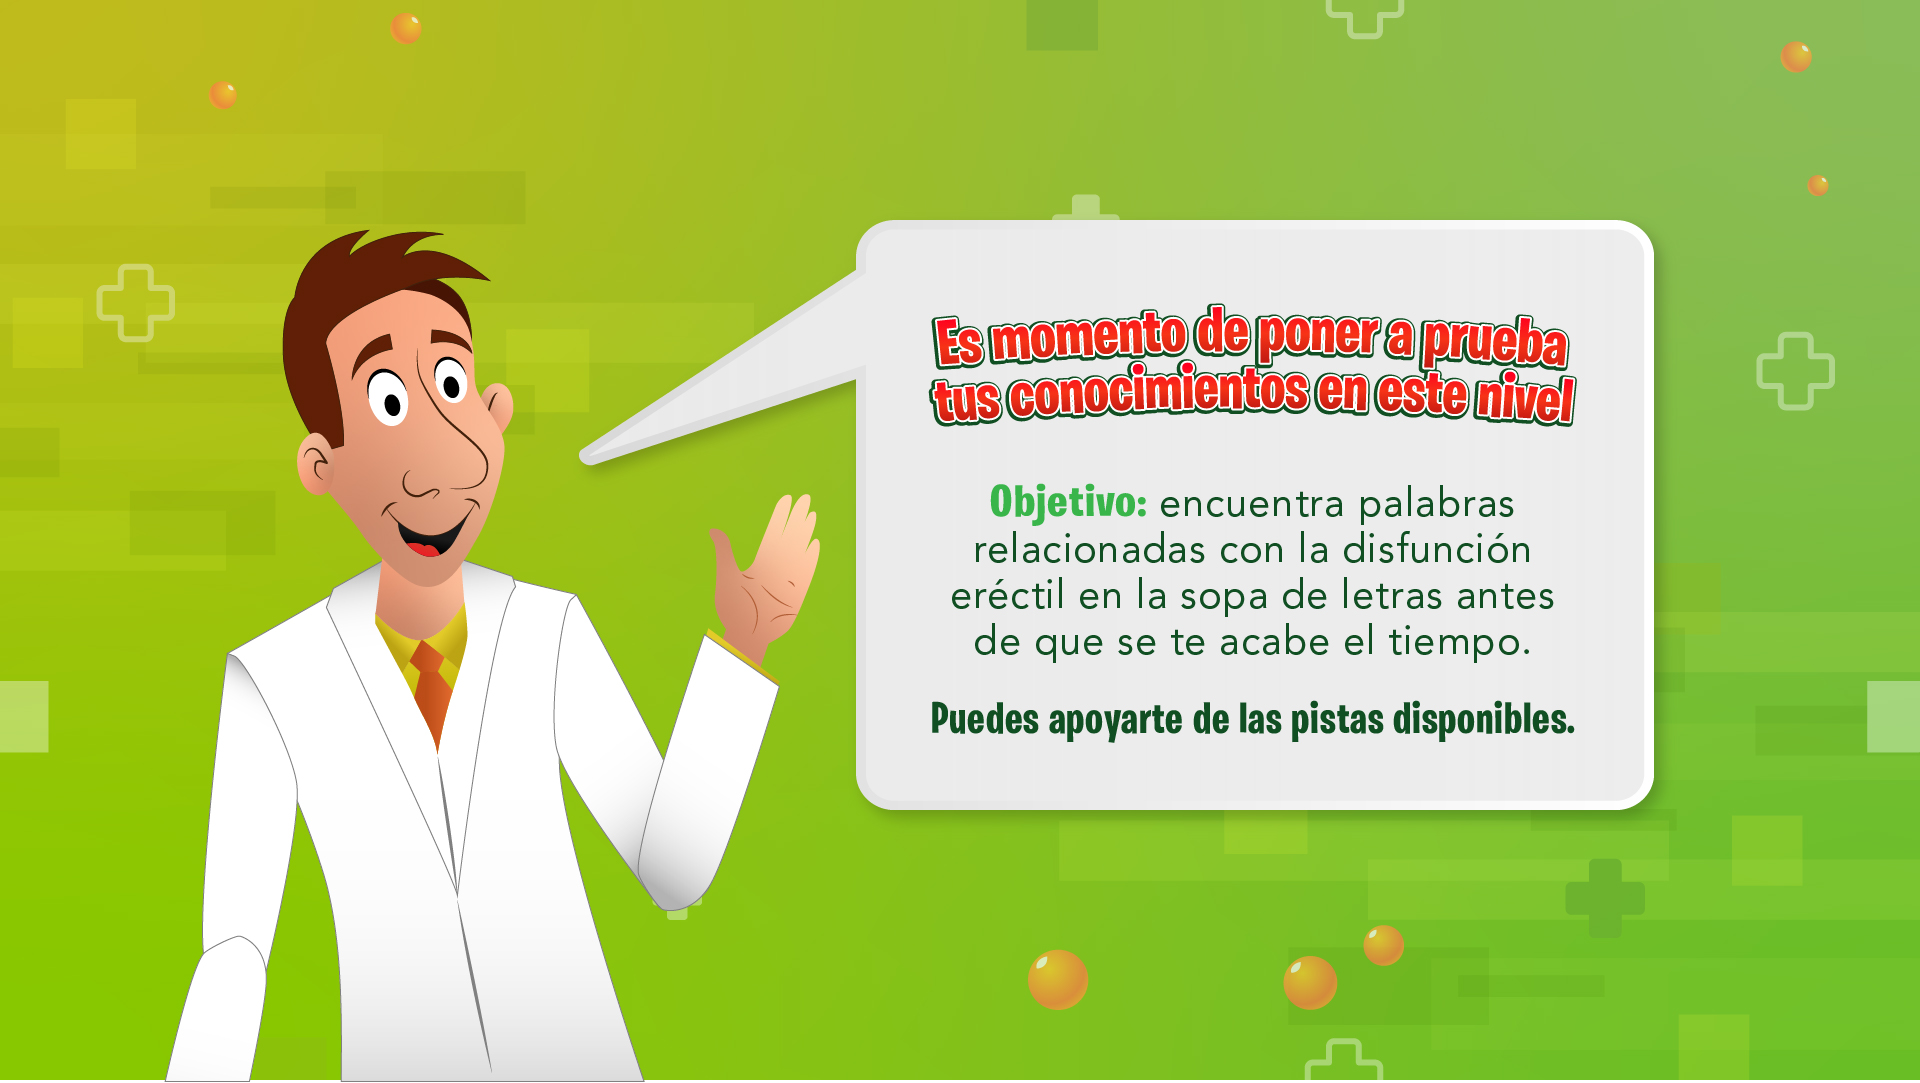 Es momento de poner a prueba
tus conocimientos en este nivel
Objetivo: encuentra palabras
relacionadas con la disfunción
eréctil en la sopa de letras antes
de que se te acabe el tiempo.
Puedes apoyarte de las pistas disponibles.